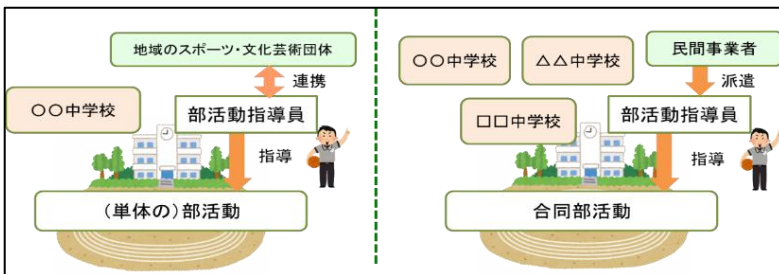 地域のスポーツ・文化芸術団体
連携
〇〇中学校
部活動指導員
指導
(単体の)部活動
〇〇中学校
△△中学校
民間事業者
派遣
□□中学校
部活動指導員
指導
合同部活動